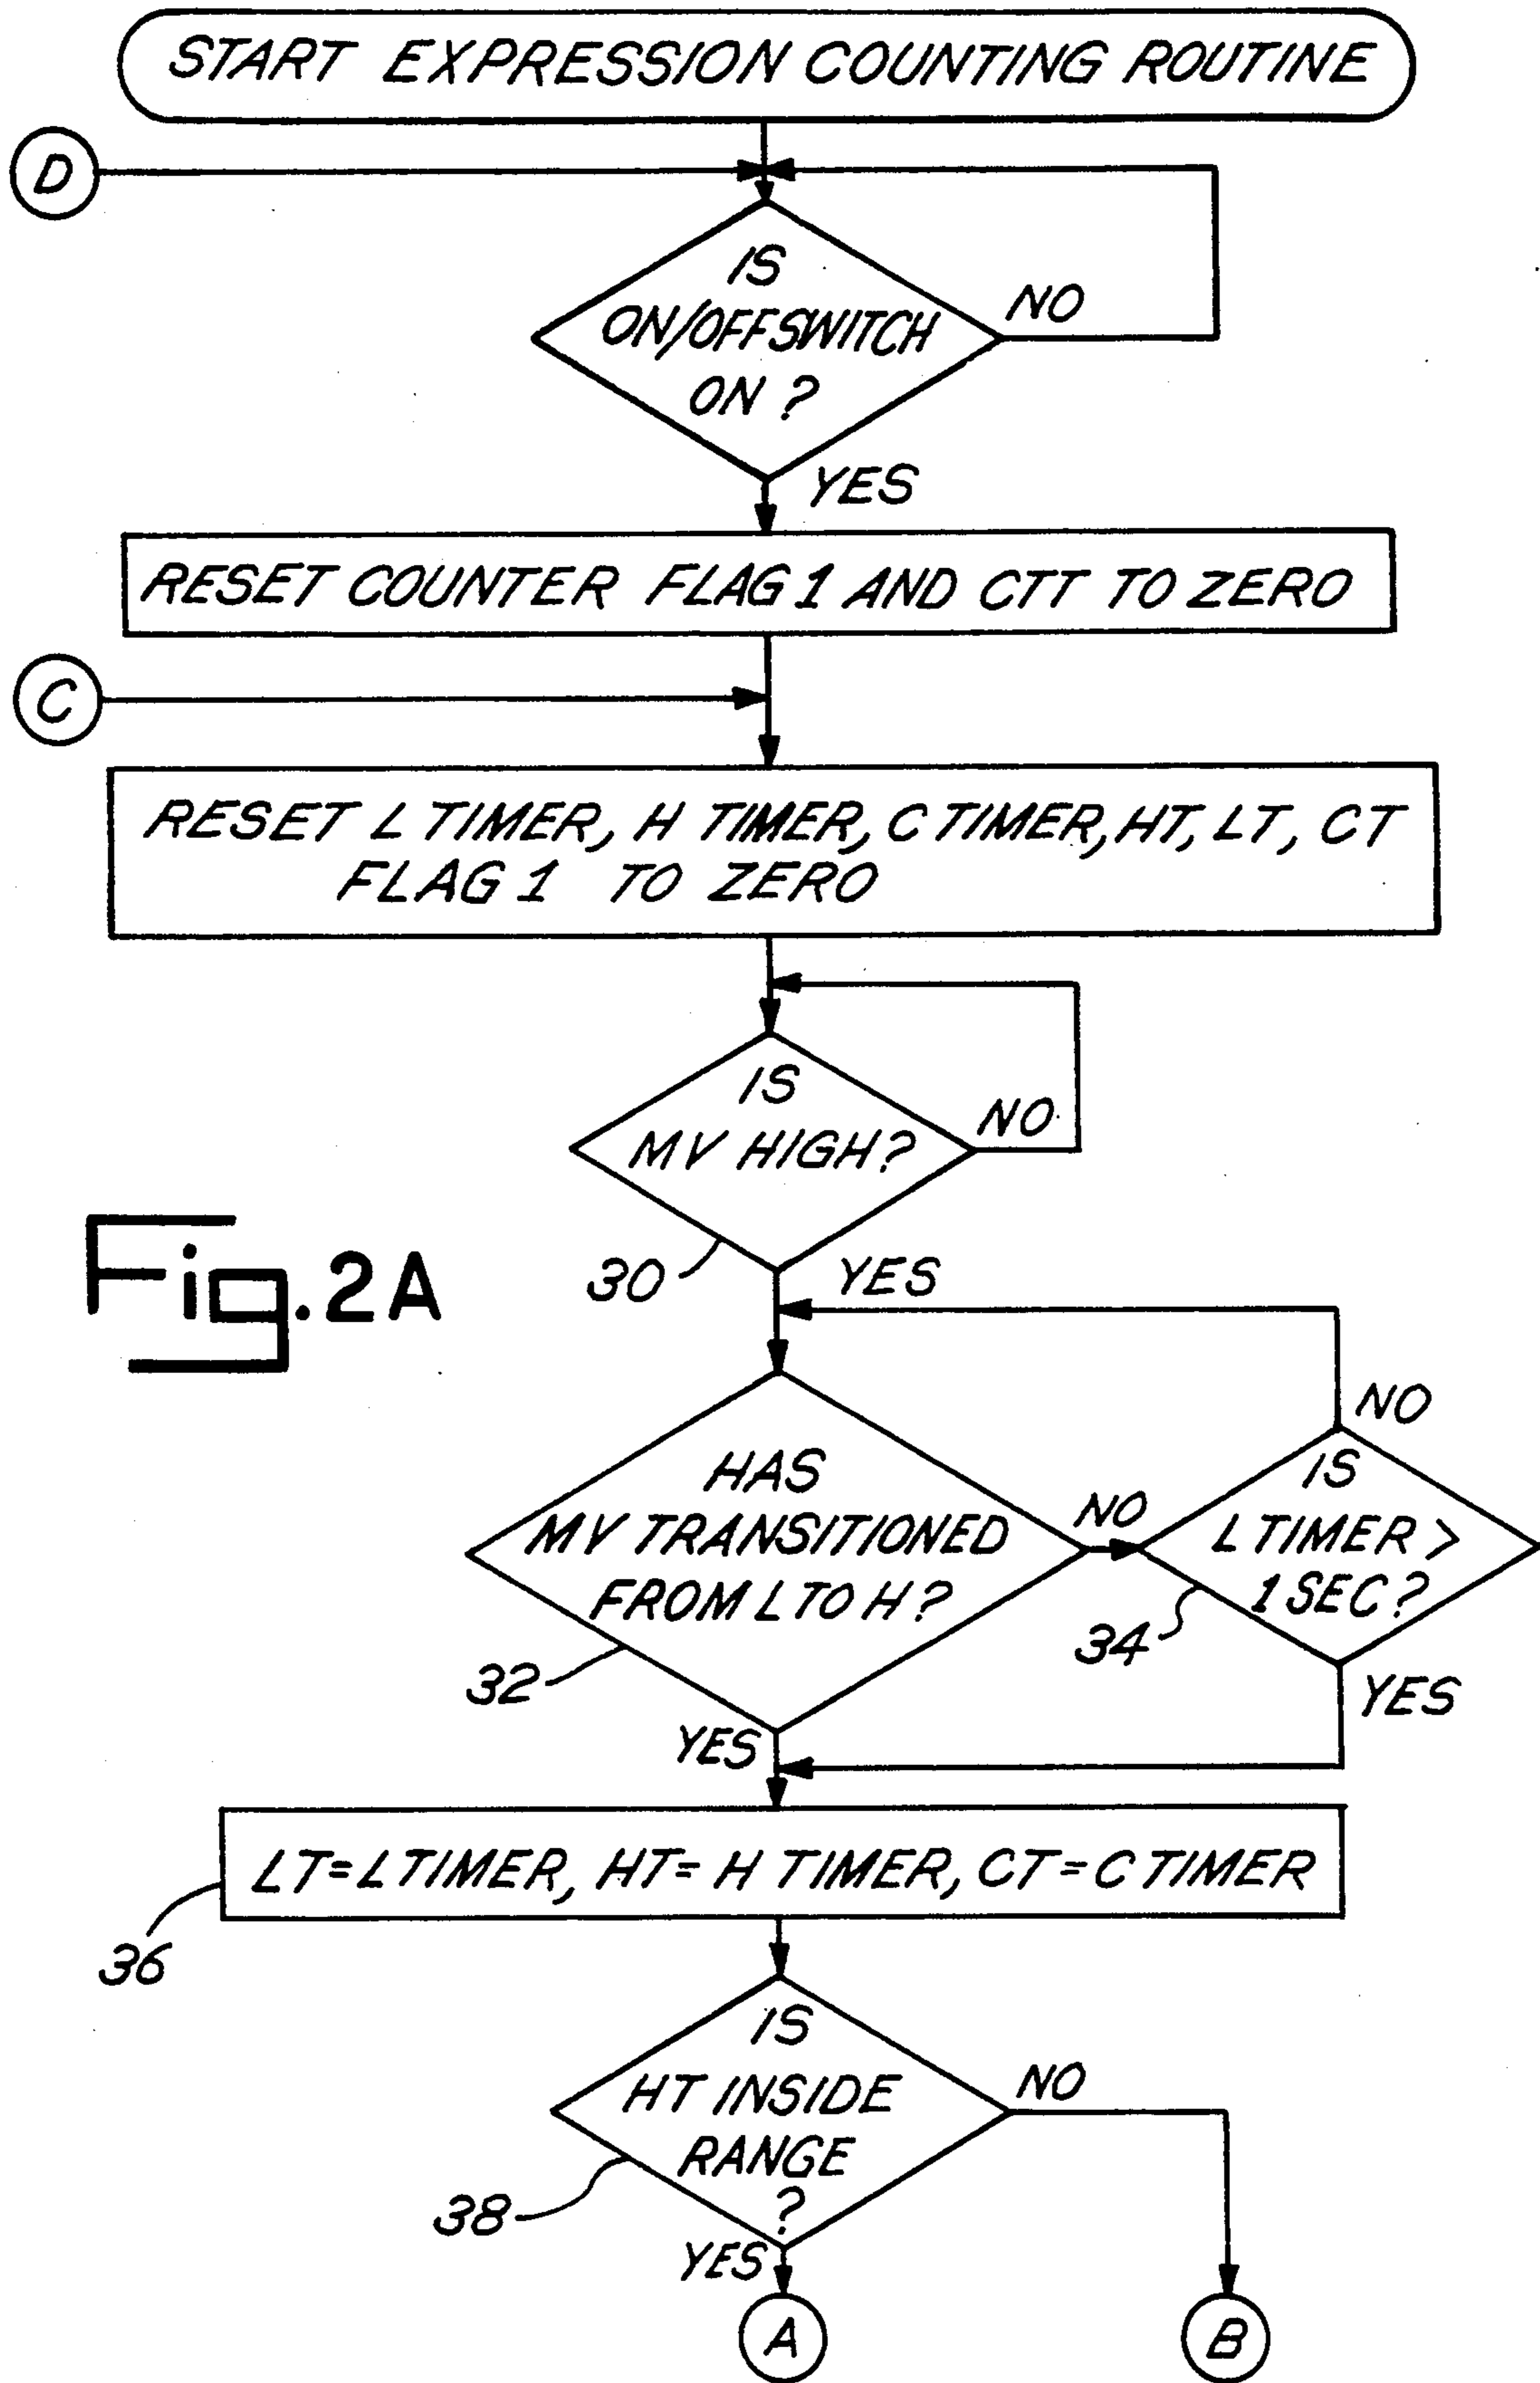 START EXPRESSION COUNTING ROUTINE
D
IS
ON/OFF SWITCH
ON ?
NO
YES
RESET COUNTER FLAG 1 AND CTT TO ZERO
C
RESET L TIMER, H TIMER, C TIMER, HT, LT, CT
FLAG 1 TO ZERO
IS
MV HIGH?
NO
30
YES
Fig. 2A
HAS
MV TRANSITIONED
FROM L TO H?
NO
32
YES
NO
IS
L TIMER >
1 SEC?
34
YES
LT = L TIMER, HT = H TIMER, CT = C TIMER
36
IS
HT INSIDE
RANGE
?
NO
38
YES
A
B